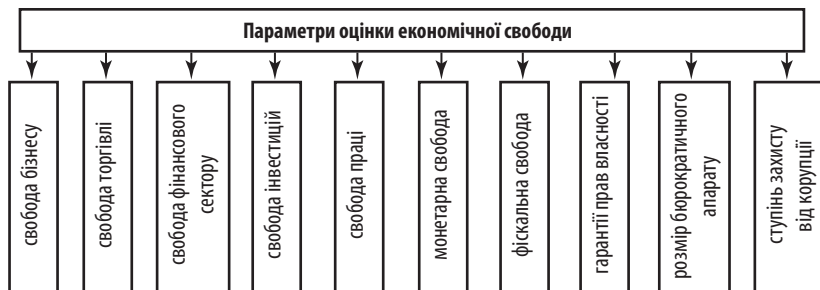 Параметри оцінки економічної свободи
свобода бізнесу
свобода торгівлі
свобода фінансового
сектору
свобода інвестицій
свобода праці
монетарна свобода
фіскальна свобода
гарантії прав власності
розмір бюрократичного
апарату
ступінь захисту
від корупції